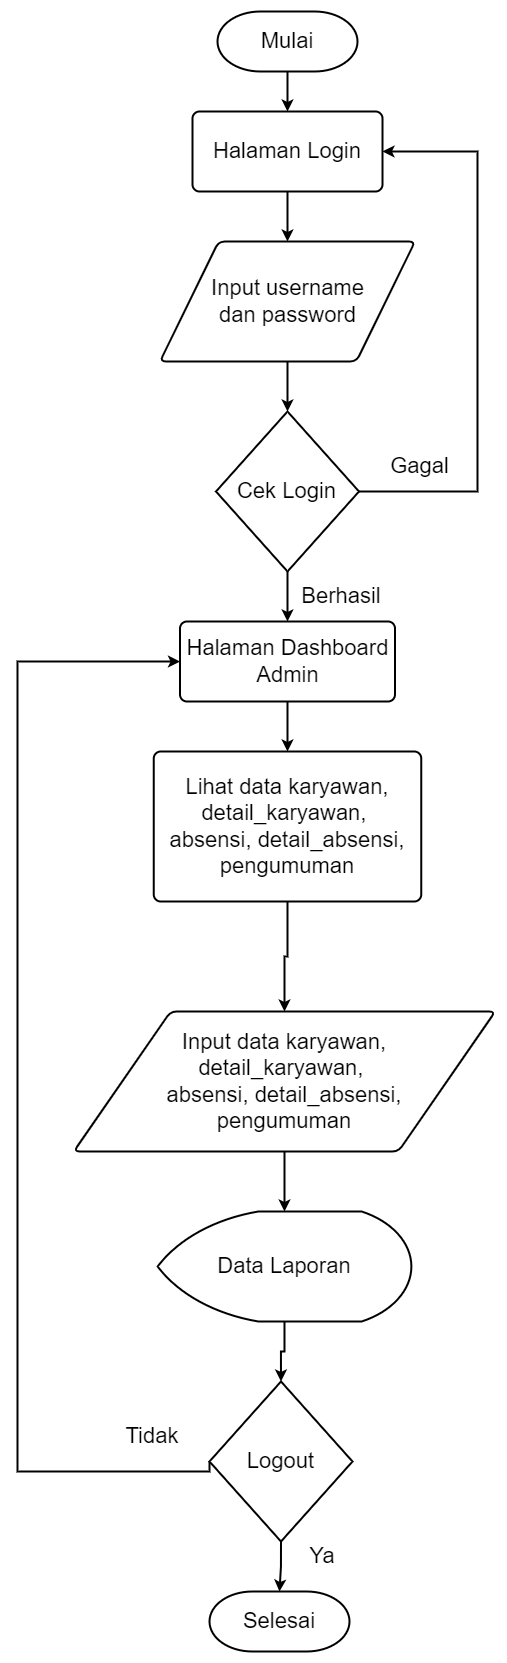 Mulai
Halaman Login
Input username
dan password
Cek Login
Gagal
Berhasil
Halaman Dashboard
Admin
Lihat data karyawan,
detail_karyawan,
absensi, detail_absensi,
pengumuman
Input data karyawan,
detail_karyawan,
absensi, detail_absensi,
pengumuman
Data Laporan
Tidak
Logout
Ya
Selesai